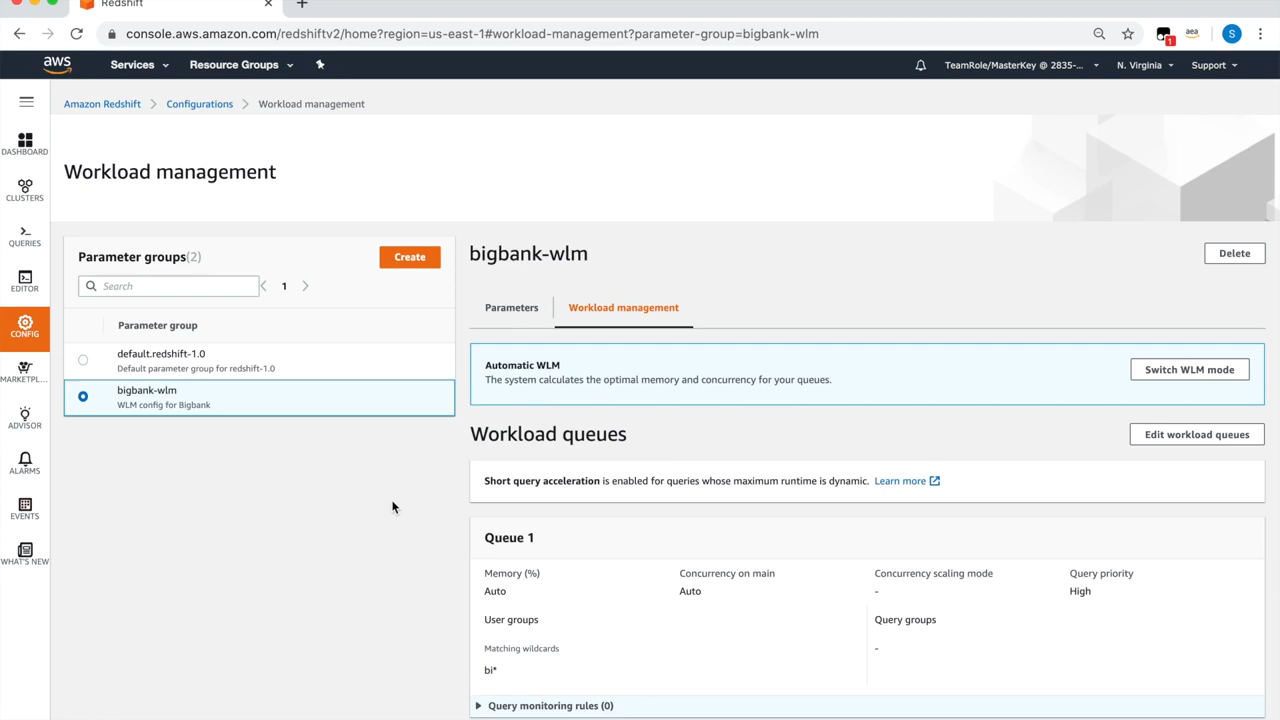 Redshift
console.aws.amazon.com/redshiftv2/home?region=us-east-1#workload-management?parameter-group=bigbank-wlm
1
aea
S
aws
Services
Resource Groups
TeamRole/MasterKey @ 2835-...
N. Virginia
Support
Amazon Redshift
Configurations
Workload management
DASHBOARD
CLUSTERS
QUERIES
EDITOR
CONFIG
MARKETPL...
ADVISOR
ALARMS
EVENTS
WHAT'S NEW
Workload management
Parameter groups(2)
Create
Search
1
Parameter group
default.redshift-1.0
Default parameter group for redshift-1.0
bigbank-wlm
WLM config for Bigbank
bigbank-wlm
Delete
Parameters
Workload management
Automatic WLM
The system calculates the optimal memory and concurrency for your queries.
Switch WLM mode
Workload queues
Edit workload queues
Short query acceleration is enabled for queries whose maximum runtime is dynamic. Learn more
Queue 1
Memory (%)
Concurrency on main
Concurrency scaling mode
Query priority
Auto
Auto
-
High
User groups
Query groups
Matching wildcards
-
bi*
Query monitoring rules (0)